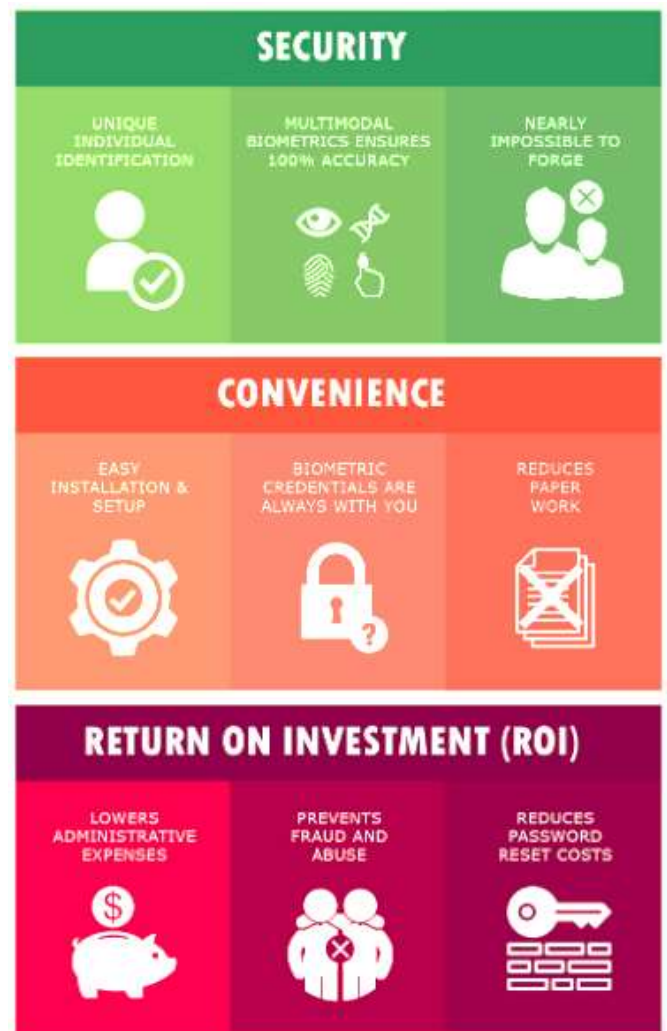 SECURITY
UNIQUE
INDIVIDUAL
IDENTIFICATION
MULTIMODAL
BIOMETRICS ENSURES
100% ACCURACY
NEARLY
IMPOSSIBLE TO
FORGE
CONVENIENCE
EASY
INSTALLATION &
SETUP
BIOMETRIC
CREDENTIALS ARE
ALWAYS WITH YOU
REDUCES
PAPER
WORK
RETURN ON INVESTMENT (ROI)
LOWERS
ADMINISTRATIVE
EXPENSES
$
PREVENTS
FRAUD AND
ABUSE
REDUCES
PASSWORD
RESET COSTS